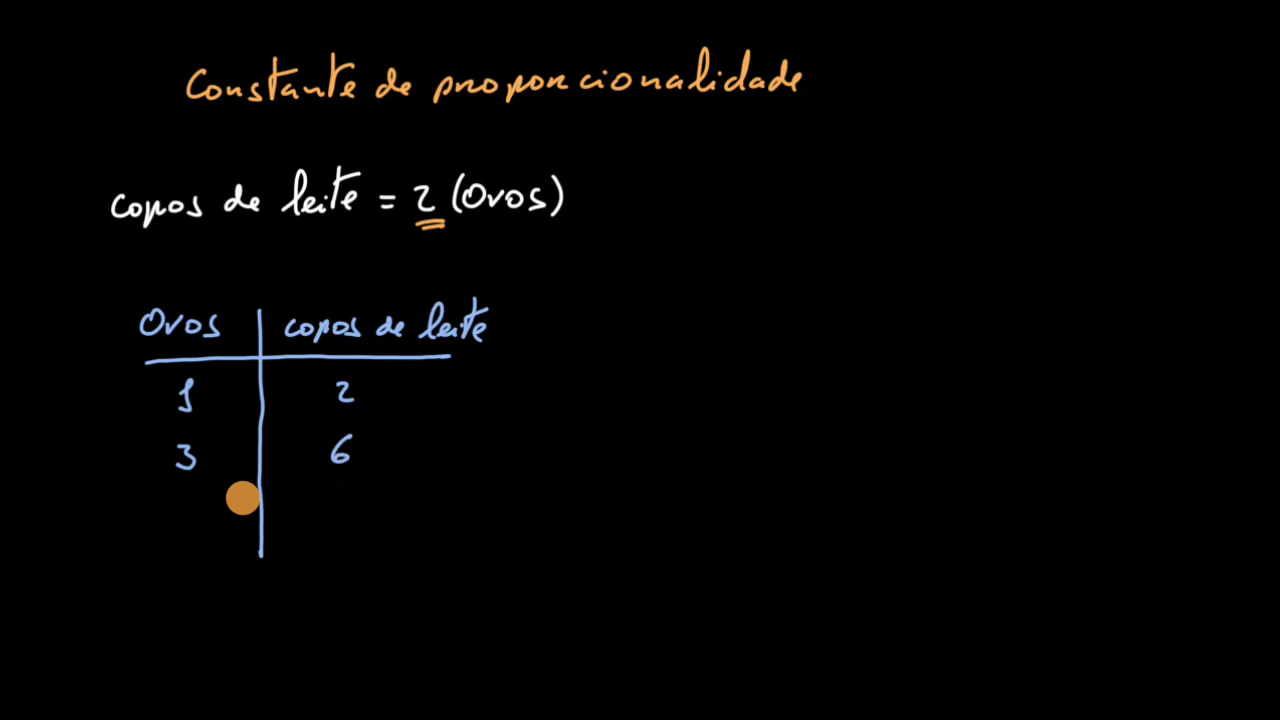 Constante de proporcionalidade
copos de leite = 2 (Ovos)
Ovos copos de leite
1 2
3 6